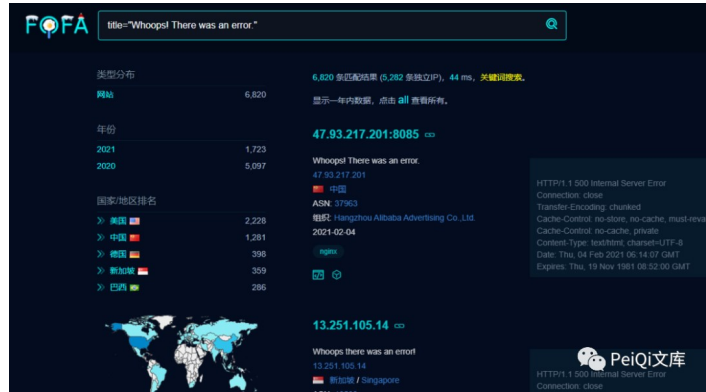 FOFA
title="Whoops! There was an error."
类型分布
网站 6,820
年份
2021 1,723
2020 5,097
国家/地区排名
美国 2,228
中国 1,281
德国 398
新加坡 359
巴西 286
6,820 条匹配结果 (5,282 条独立IP)，44 ms，关键词搜索。
显示一年内数据，点击 all 查看所有。
47.93.217.201:8085
Whoops! There was an error.
47.93.217.201
中国
ASN: 37963
组织: Hangzhou Alibaba Advertising Co.,Ltd.
2021-02-04
nginx
HTTP/1.1 500 Internal Server Error
Connection: close
Transfer-Encoding: chunked
Cache-Control: no-store, no-cache, must-reva
Cache-Control: no-cache, private
Content-Type: text/html; charset=UTF-8
Date: Thu, 04 Feb 2021 06:14:07 GMT
Expires: Thu, 19 Nov 1981 08:52:00 GMT
13.251.105.14
Whoops there was an error!
13.251.105.14
新加坡 / Singapore
HTTP/1.1 500 Internal Server Error
Connection: close
PeiQi文库